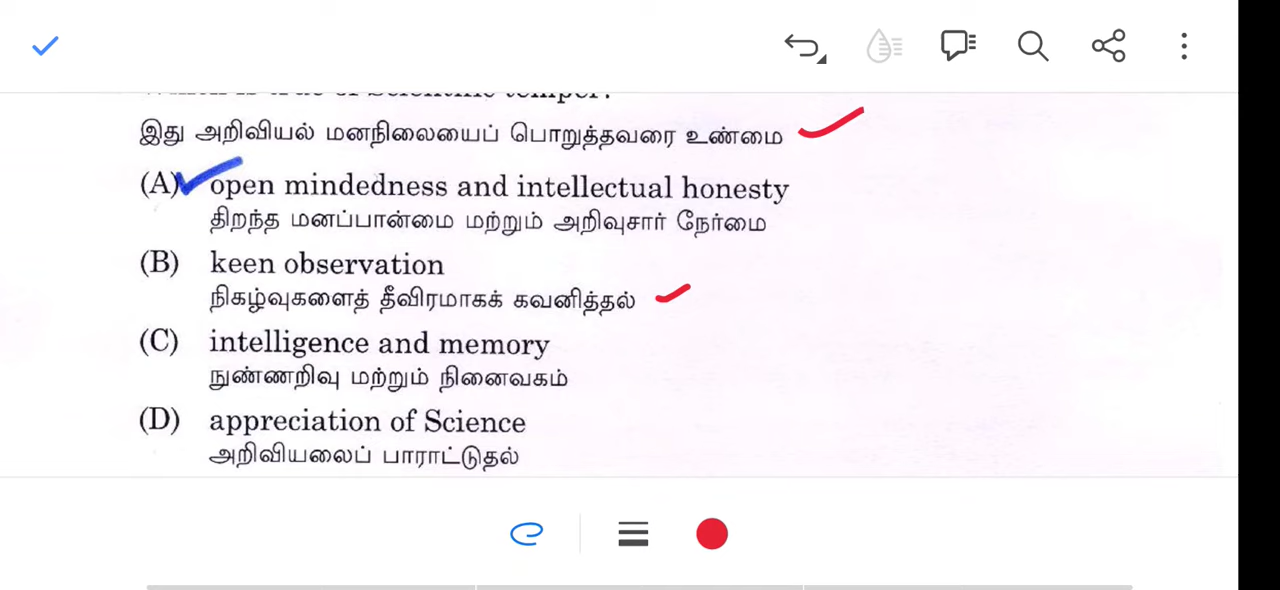 இது அறிவியல் மனநிலையைப் பொறுத்தவரை உண்மை
(A) open mindedness and intellectual honesty
திறந்த மனப்பான்மை மற்றும் அறிவுசார் நேர்மை
(B) keen observation
நிகழ்வுகளைத் தீவிரமாகக் கவனித்தல்
(C) intelligence and memory
நுண்ணறிவு மற்றும் நினைவகம்
(D) appreciation of Science
அறிவியலைப் பாராட்டுதல்